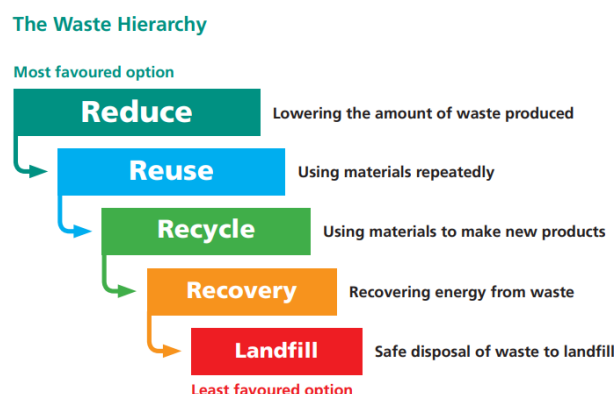 The Waste Hierarchy
Most favoured option
Reduce Lowering the amount of waste produced
Reuse Using materials repeatedly
Recycle Using materials to make new products
Recovery Recovering energy from waste
Landfill Safe disposal of waste to landfill
Least favoured option